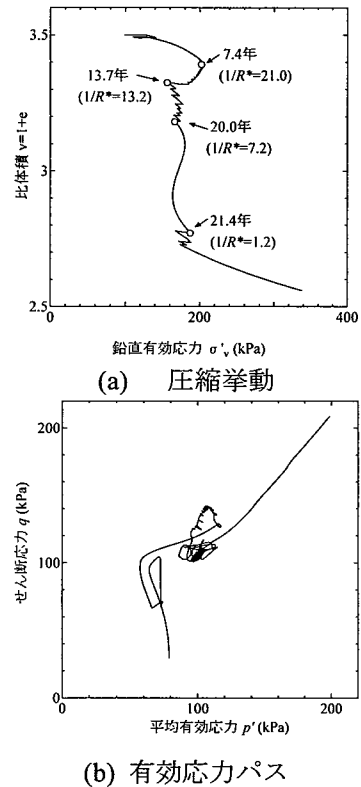 3.5
7.4年
(1/R*=21.0)
13.7年
(1/R*=13.2)
20.0年
(1/R*=7.2)
3
21.4年
(1/R*=1.2)
2.5
0
200
400
比体積 v=1+e
鉛直有効応力 σ'v (kPa)
(a) 圧縮挙動
200
100
0
0
100
200
せん断応力 q (kPa)
平均有効応力 p' (kPa)
(b) 有効応力パス